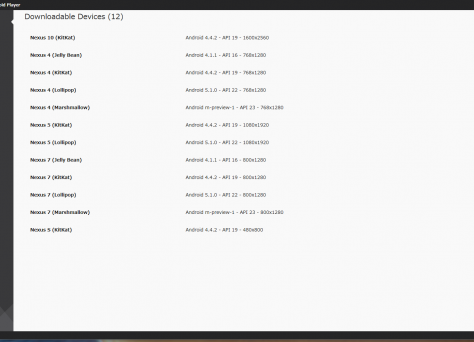 oid Player
Downloadable Devices (12)
Nexus 10 (KitKat) Android 4.4.2 - API 19 - 1600x2560
Nexus 4 (Jelly Bean) Android 4.1.1 - API 16 - 768x1280
Nexus 4 (KitKat) Android 4.4.2 - API 19 - 768x1280
Nexus 4 (Lollipop) Android 5.1.0 - API 22 - 768x1280
Nexus 4 (Marshmallow) Android m-preview-1 - API 23 - 768x1280
Nexus 5 (KitKat) Android 4.4.2 - API 19 - 1080x1920
Nexus 5 (Lollipop) Android 5.1.0 - API 22 - 1080x1920
Nexus 7 (Jelly Bean) Android 4.1.1 - API 16 - 800x1280
Nexus 7 (KitKat) Android 4.4.2 - API 19 - 800x1280
Nexus 7 (Lollipop) Android 5.1.0 - API 22 - 800x1280
Nexus 7 (Marshmallow) Android m-preview-1 - API 23 - 800x1280
Nexus S (KitKat) Android 4.4.2 - API 19 - 480x800